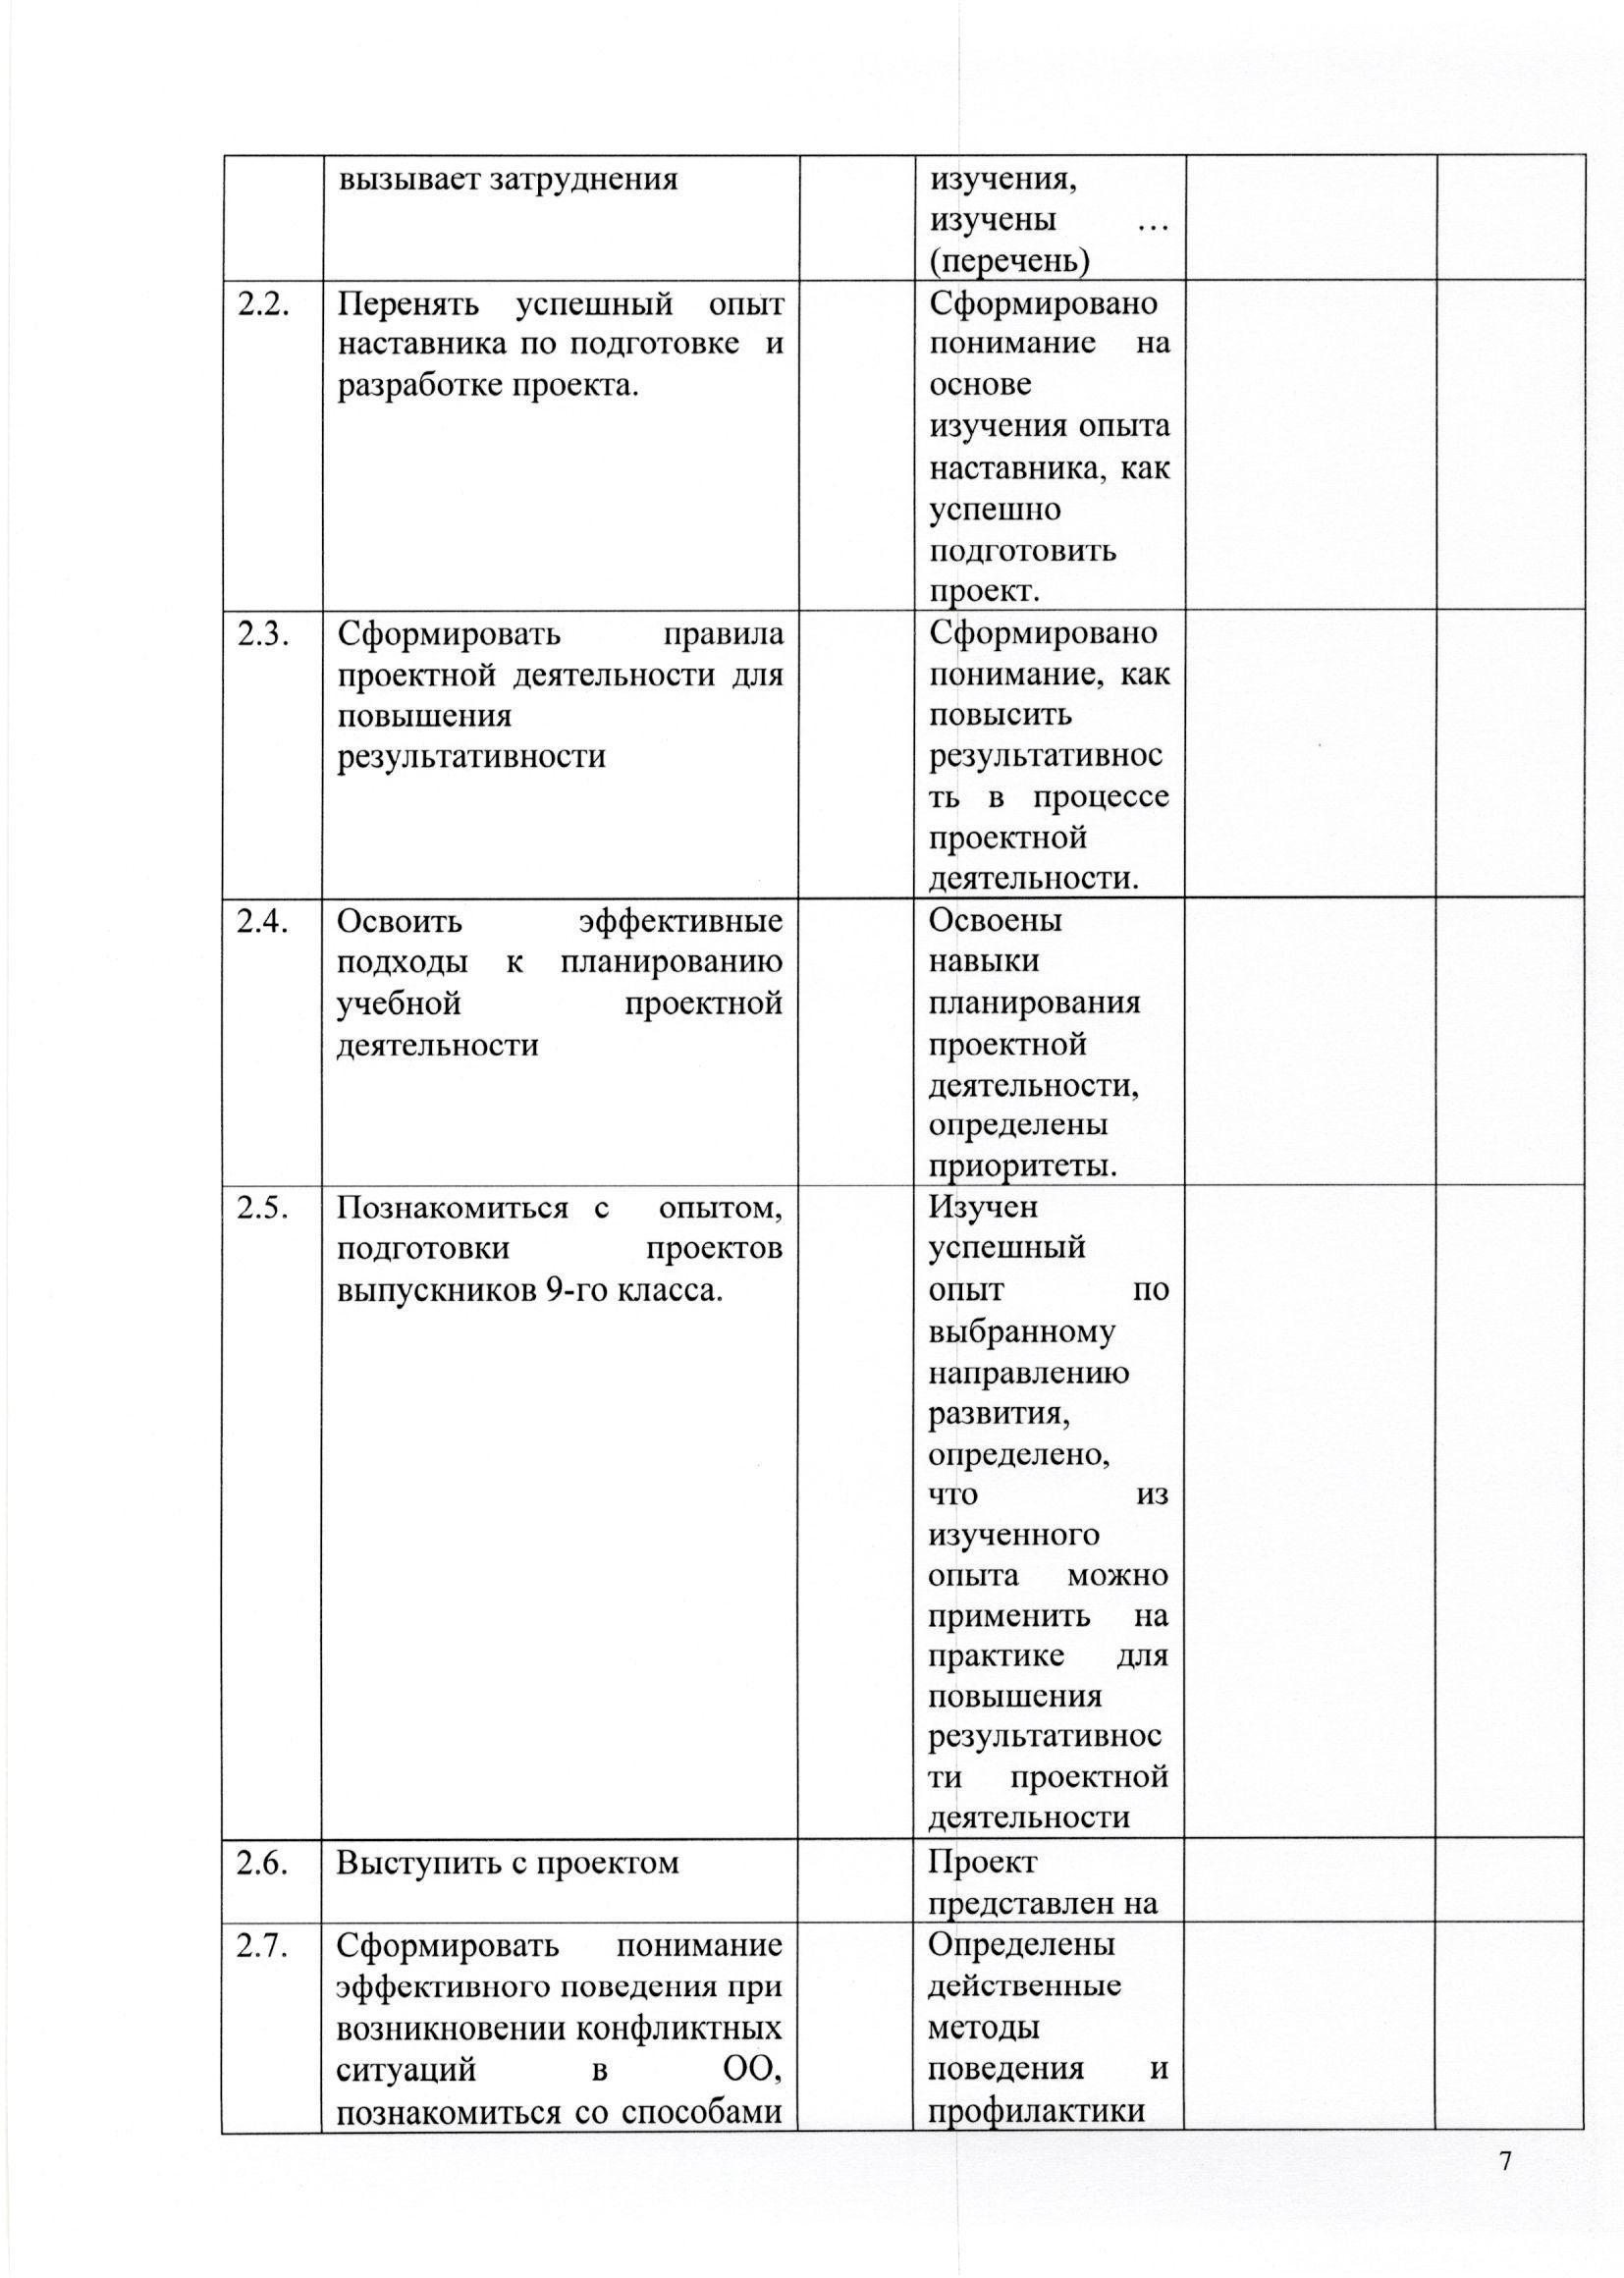 вызывает затруднения
изучения,
изучены ...
(перечень)
2.2.
Перенять успешный опыт
наставника по подготовке и
разработке проекта.
Сформировано
понимание на
основе
изучения опыта
наставника, как
успешно
подготовить
проект.
2.3.
Сформировать правила
проектной деятельности для
повышения
результативности
Сформировано
понимание, как
повысить
результативнос
ть в процессе
проектной
деятельности.
2.4.
Освоить эффективные
подходы к планированию
учебной проектной
деятельности
Освоены
навыки
планирования
проектной
деятельности,
определены
приоритеты.
2.5.
Познакомиться с опытом,
подготовки проектов
выпускников 9-го класса.
Изучен
успешный
опыт по
выбранному
направлению
развития,
определено,
что из
изученного
опыта можно
применить на
практике для
повышения
результативнос
ти проектной
деятельности
2.6.
Выступить с проектом
Проект
представлен на
2.7.
Сформировать понимание
эффективного поведения при
возникновении конфликтных
ситуаций в ОО,
познакомиться со способами
Определены
действенные
методы
поведения и
профилактики
7